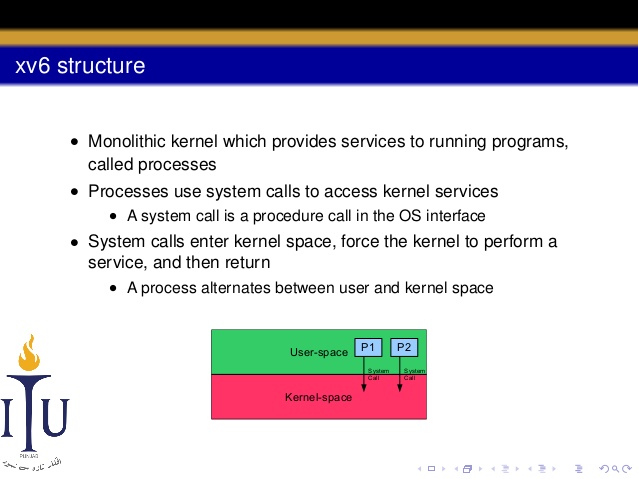 xv6 structure
• Monolithic kernel which provides services to running programs,
called processes
• Processes use system calls to access kernel services
• A system call is a procedure call in the OS interface
• System calls enter kernel space, force the kernel to perform a
service, and then return
• A process alternates between user and kernel space
User-space
P1
P2
System
Call
System
Call
Kernel-space
ITU
PUNJAB